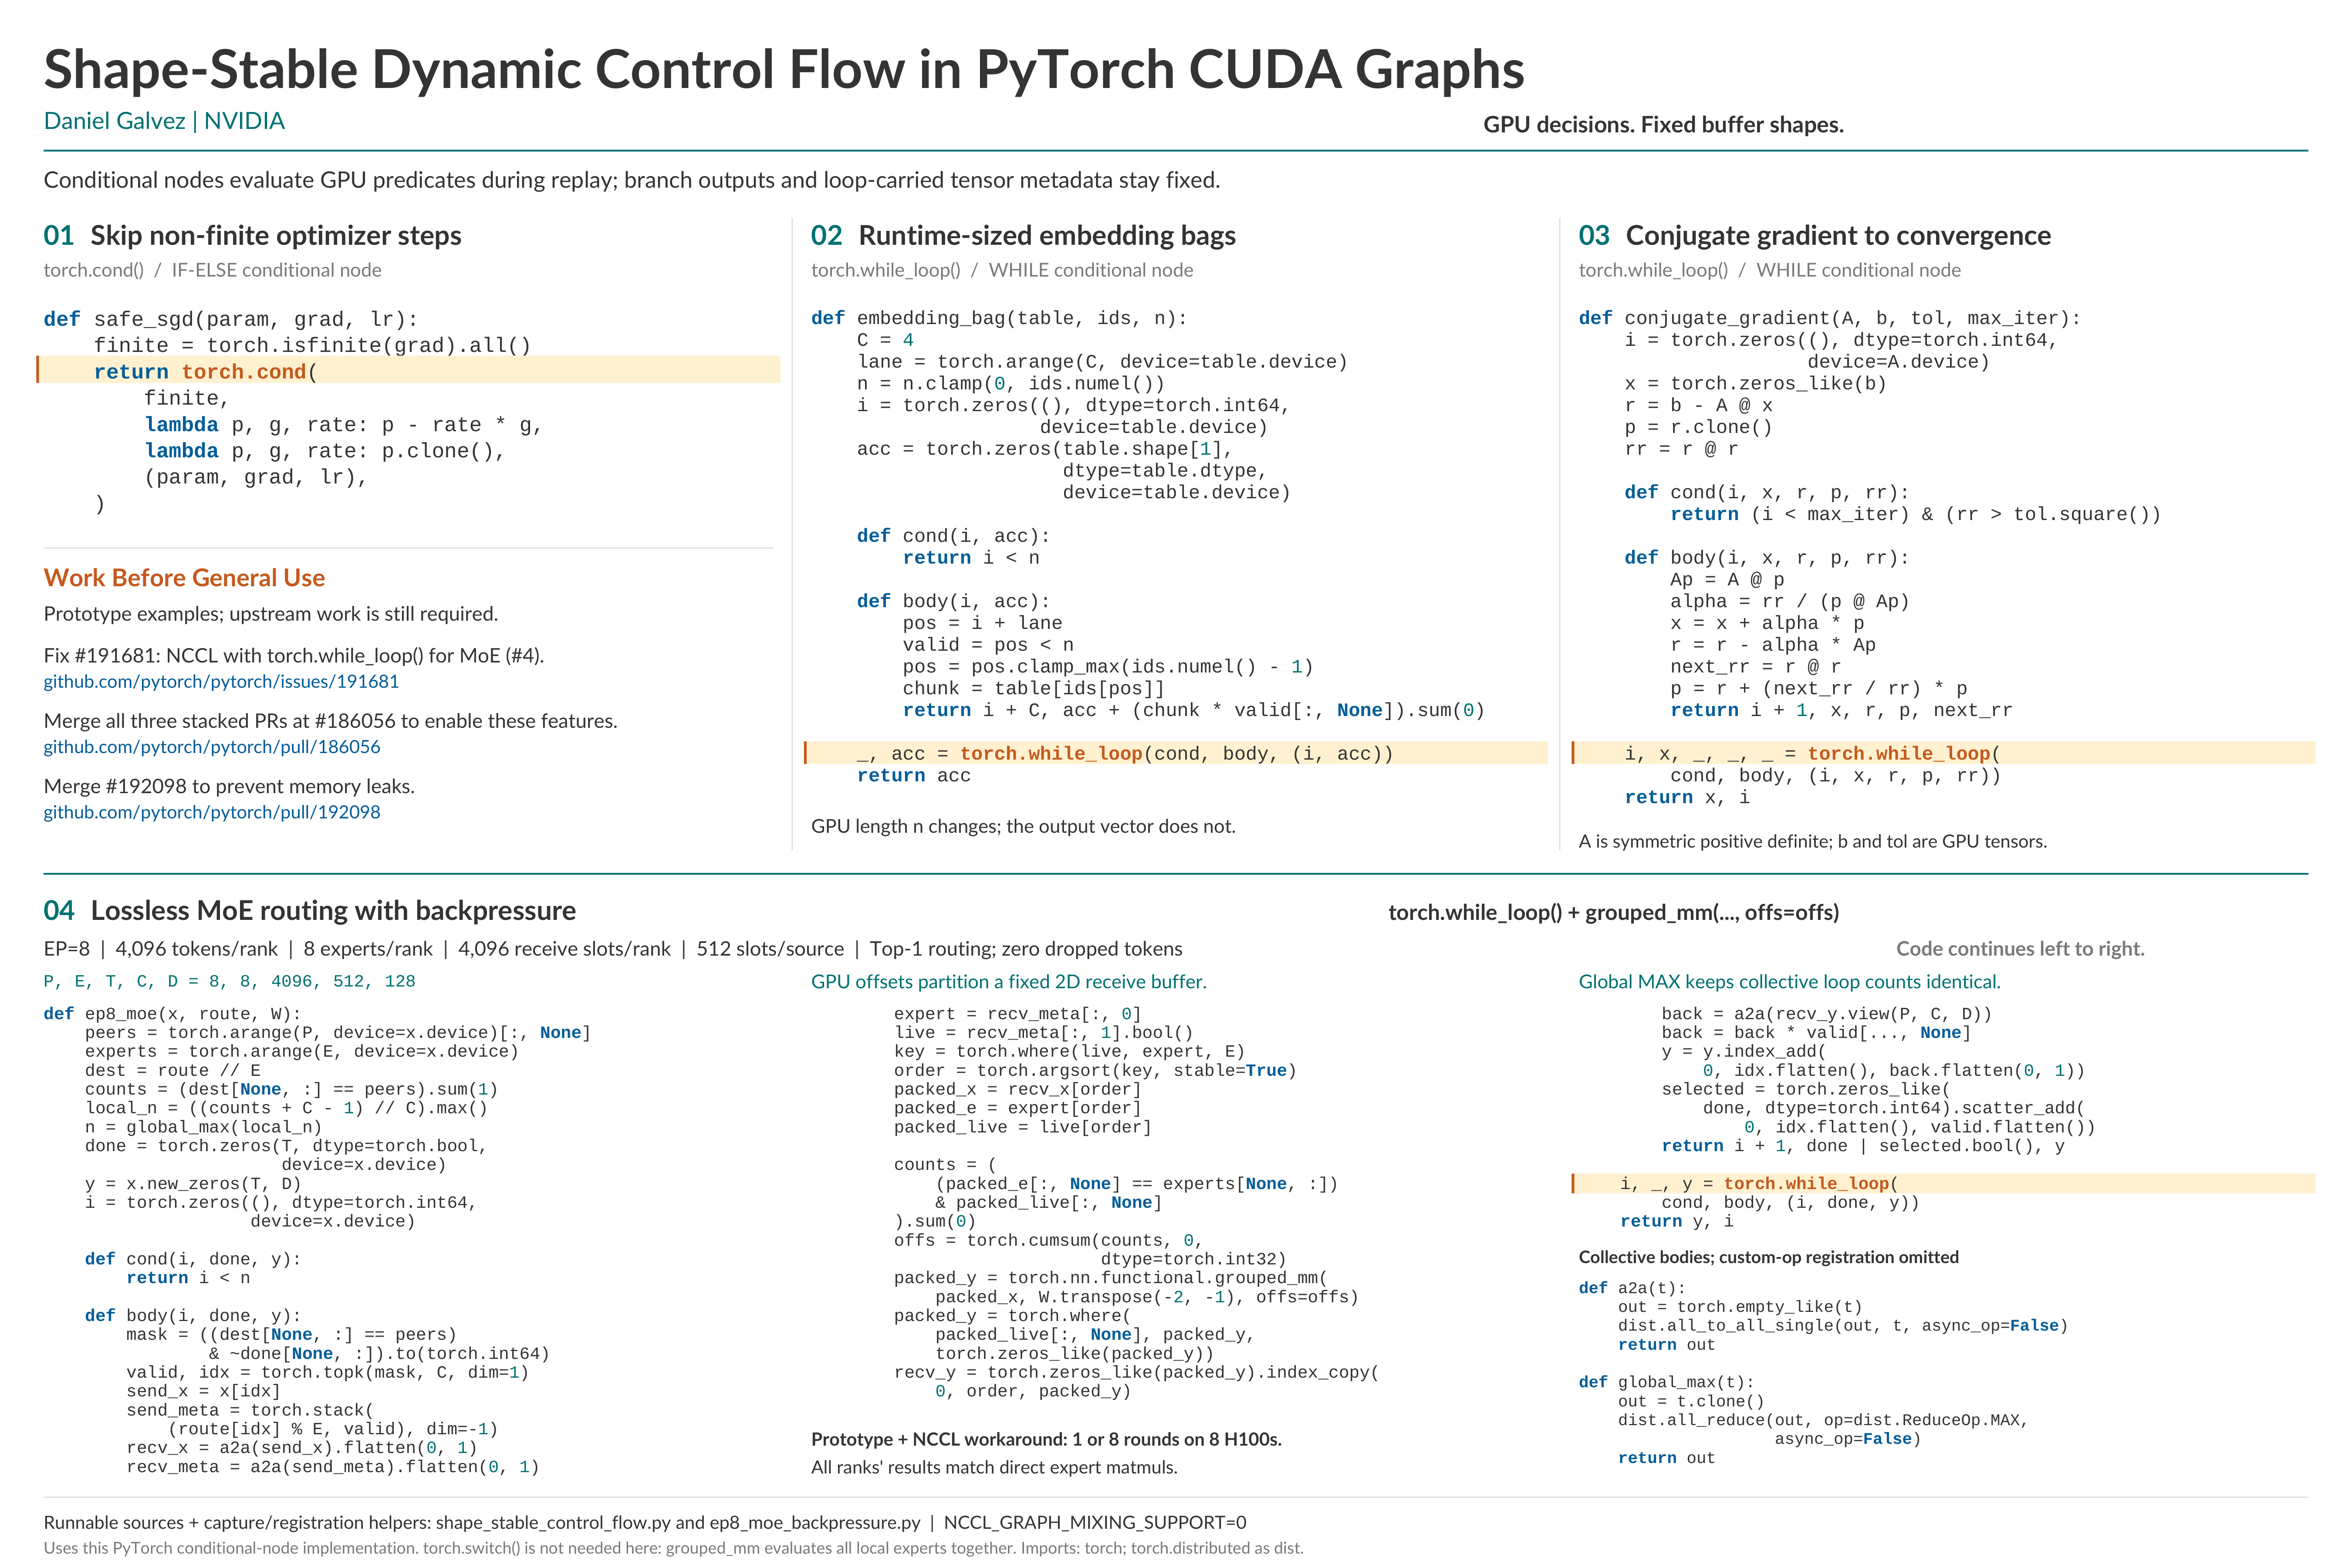 Shape-Stable Dynamic Control Flow in PyTorch CUDA Graphs
Daniel Galvez | NVIDIA
GPU decisions. Fixed buffer shapes.
Conditional nodes evaluate GPU predicates during replay; branch outputs and loop-carried tensor metadata stay fixed.
01 Skip non-finite optimizer steps
torch.cond() / IF-ELSE conditional node
def safe_sgd(param, grad, lr):
    finite = torch.isfinite(grad).all()
    return torch.cond(
        finite,
        lambda p, g, rate: p - rate * g,
        lambda p, g, rate: p.clone(),
        (param, grad, lr),
    )
Work Before General Use
Prototype examples; upstream work is still required.
Fix #191681: NCCL with torch.while_loop() for MoE (#4).
github.com/pytorch/pytorch/issues/191681
Merge all three stacked PRs at #186056 to enable these features.
github.com/pytorch/pytorch/pull/186056
Merge #192098 to prevent memory leaks.
github.com/pytorch/pytorch/pull/192098
02 Runtime-sized embedding bags
torch.while_loop() / WHILE conditional node
def embedding_bag(table, ids, n):
    C = 4
    lane = torch.arange(C, device=table.device)
    n = n.clamp(0, ids.numel())
    i = torch.zeros((), dtype=torch.int64,
                    device=table.device)
    acc = torch.zeros(table.shape[1],
                      dtype=table.dtype,
                      device=table.device)
    def cond(i, acc):
        return i < n
    def body(i, acc):
        pos = i + lane
        valid = pos < n
        pos = pos.clamp_max(ids.numel() - 1)
        chunk = table[ids[pos]]
        return i + C, acc + (chunk * valid[:, None]).sum(0)
    _, acc = torch.while_loop(cond, body, (i, acc))
    return acc
GPU length n changes; the output vector does not.
03 Conjugate gradient to convergence
torch.while_loop() / WHILE conditional node
def conjugate_gradient(A, b, tol, max_iter):
    i = torch.zeros((), dtype=torch.int64,
                    device=A.device)
    x = torch.zeros_like(b)
    r = b - A @ x
    p = r.clone()
    rr = r @ r
    def cond(i, x, r, p, rr):
        return (i < max_iter) & (rr > tol.square())
    def body(i, x, r, p, rr):
        Ap = A @ p
        alpha = rr / (p @ Ap)
        x = x + alpha * p
        r = r - alpha * Ap
        next_rr = r @ r
        p = r + (next_rr / rr) * p
        return i + 1, x, r, p, next_rr
    i, x, _, _, _ = torch.while_loop(
        cond, body, (i, x, r, p, rr))
    return x, i
A is symmetric positive definite; b and tol are GPU tensors.
04 Lossless MoE routing with backpressure
torch.while_loop() + grouped_mm(..., offs=offs)
EP=8 | 4,096 tokens/rank | 8 experts/rank | 4,096 receive slots/rank | 512 slots/source | Top-1 routing; zero dropped tokens
Code continues left to right.
P, E, T, C, D = 8, 8, 4096, 512, 128
def ep8_moe(x, route, W):
    peers = torch.arange(P, device=x.device)[:, None]
    experts = torch.arange(E, device=x.device)
    dest = route // E
    counts = (dest[None, :] == peers).sum(1)
    local_n = ((counts + C - 1) // C).max()
    n = global_max(local_n)
    done = torch.zeros(T, dtype=torch.bool,
                       device=x.device)
    y = x.new_zeros(T, D)
    i = torch.zeros((), dtype=torch.int64,
                    device=x.device)
    def cond(i, done, y):
        return i < n
    def body(i, done, y):
        mask = ((dest[None, :] == peers)
                & ~done[None, :]).to(torch.int64)
        valid, idx = torch.topk(mask, C, dim=1)
        send_x = x[idx]
        send_meta = torch.stack(
            (route[idx] % E, valid), dim=-1)
        recv_x = a2a(send_x).flatten(0, 1)
        recv_meta = a2a(send_meta).flatten(0, 1)
GPU offsets partition a fixed 2D receive buffer.
        expert = recv_meta[:, 0]
        live = recv_meta[:, 1].bool()
        key = torch.where(live, expert, E)
        order = torch.argsort(key, stable=True)
        packed_x = recv_x[order]
        packed_e = expert[order]
        packed_live = live[order]
        counts = (
            (packed_e[:, None] == experts[None, :])
            & packed_live[:, None]
        ).sum(0)
        offs = torch.cumsum(counts, 0,
                            dtype=torch.int32)
        packed_y = torch.nn.functional.grouped_mm(
            packed_x, W.transpose(-2, -1), offs=offs)
        packed_y = torch.where(
            packed_live[:, None], packed_y,
            torch.zeros_like(packed_y))
        recv_y = torch.zeros_like(packed_y).index_copy(
            0, order, packed_y)
Prototype + NCCL workaround: 1 or 8 rounds on 8 H100s.
All ranks' results match direct expert matmuls.
Global MAX keeps collective loop counts identical.
        back = a2a(recv_y.view(P, C, D))
        back = back * valid[..., None]
        y = y.index_add(
            0, idx.flatten(), back.flatten(0, 1))
        selected = torch.zeros_like(
            done, dtype=torch.int64).scatter_add(
                0, idx.flatten(), valid.flatten())
        return i + 1, done | selected.bool(), y
    i, _, y = torch.while_loop(
        cond, body, (i, done, y))
    return y, i
Collective bodies; custom-op registration omitted
def a2a(t):
    out = torch.empty_like(t)
    dist.all_to_all_single(out, t, async_op=False)
    return out
def global_max(t):
    out = t.clone()
    dist.all_reduce(out, op=dist.ReduceOp.MAX,
                    async_op=False)
    return out
Runnable sources + capture/registration helpers: shape_stable_control_flow.py and ep8_moe_backpressure.py | NCCL_GRAPH_MIXING_SUPPORT=0
Uses this PyTorch conditional-node implementation. torch.switch() is not needed here: grouped_mm evaluates all local experts together. Imports: torch; torch.distributed as dist.